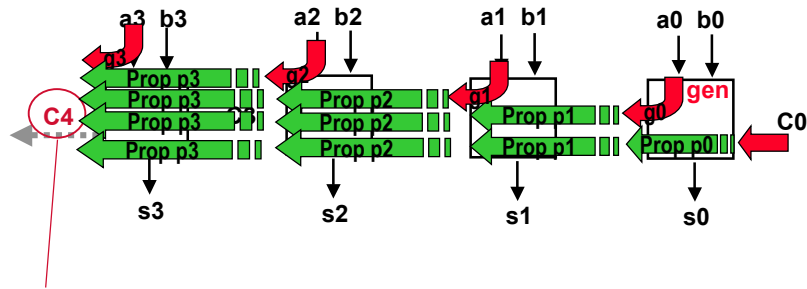 a3 b3 a2 b2 a1 b1 a0 b0
g3 g2 g1 gen
Prop p3
Prop p3 Prop p2
C4 Prop p3 Prop p2 Prop p1 g0 C0
Prop p3 Prop p2 Prop p1 Prop p0
s3 s2 s1 s0